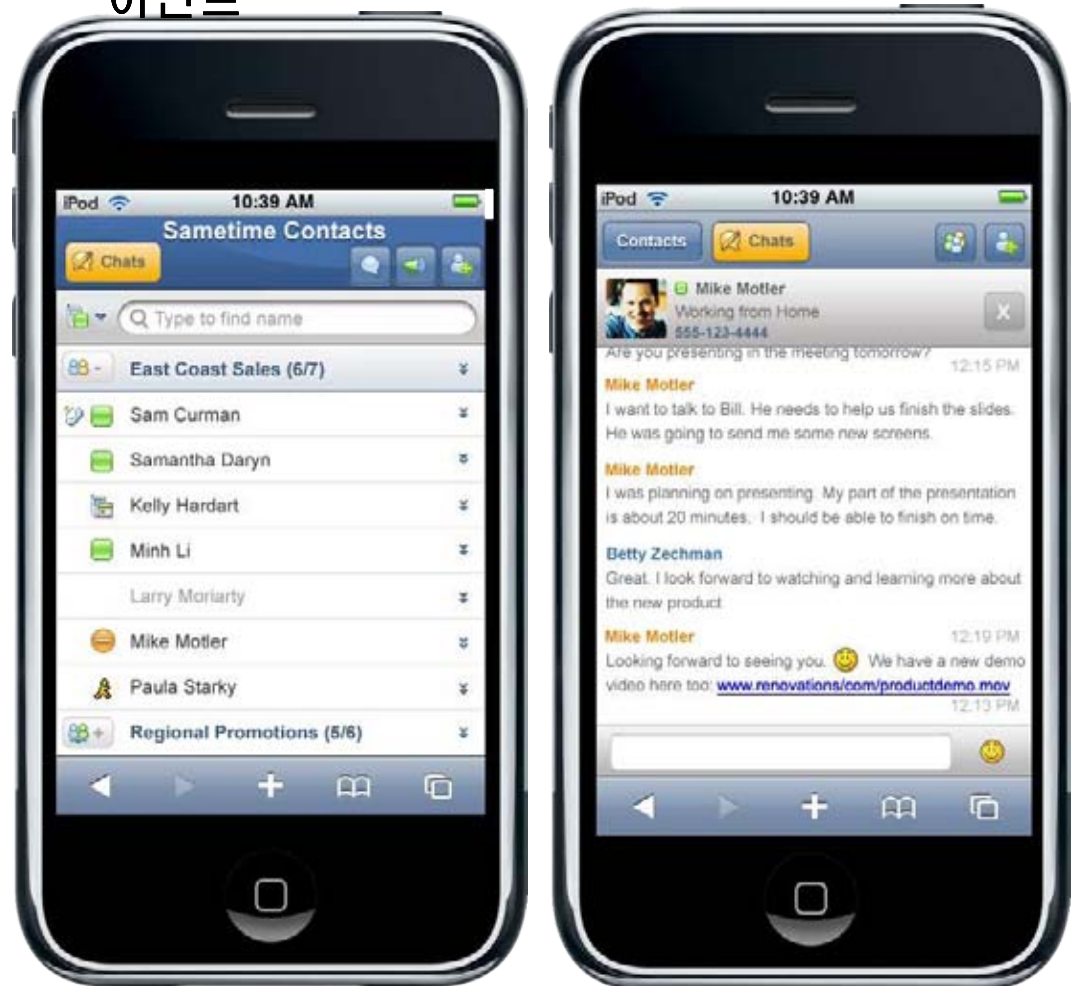 iPod 10:39 AM
Sametime Contacts
Chats
Type to find name
East Coast Sales (6/7)
Sam Curman
Samantha Daryn
Kelly Hardart
Minh Li
Larry Moriarty
Mike Motler
Paula Starky
Regional Promotions (5/6)
iPod 10:39 AM
Contacts Chats
Mike Motler
Working from Home
555-123-4444
Are you presenting in the meeting tomorrow?
12:15 PM
Mike Motler
I want to talk to Bill. He needs to help us finish the slides.
He was going to send me some new screens.
Mike Motler
I was planning on presenting. My part of the presentation
is about 20 minutes. I should be able to finish on time.
Betty Zechman
Great. I look forward to watching and learning more about
the new product
Mike Motler 12:19 PM
Looking forward to seeing you. We have a new demo
video here too: www.renovations/com/productdemo.mov
12:13 PM